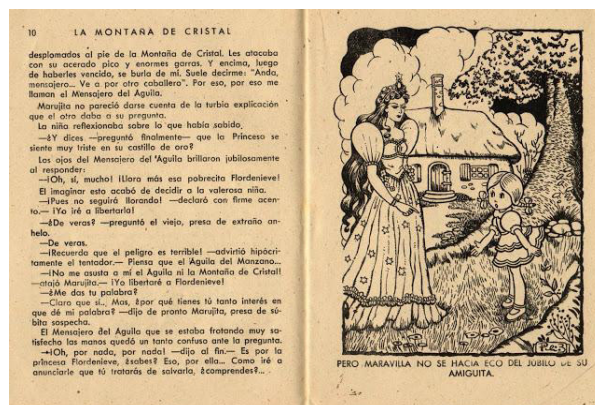 10 LA MONTAÑA DE CRISTAL
desplomados al pie de la Montaña de Cristal. Les atacaba
con su acerado pico y enormes garras. Y encima, luego
de haberles vencido, se burla de mí. Suele decirme: "Anda,
mensajero... Ve a por otro caballero". Por eso, por eso me
llaman el Mensajero del Aguila.
Marujita no pareció darse cuenta de la turbia explicación
que el otro daba a su pregunta.
La niña reflexionaba sobre lo que había sabido.
—¿Y dices —preguntó finalmente— que la Princesa se
siente muy triste en su castillo de oro?
Los ojos del Mensajero del Aguila brillaron jubilosamente
al responder:
—¡Oh, sí, mucho! ¡Llora más esa pobrecita Flordenieve!
El imaginar esto acabó de decidir a la valerosa niña.
—¡Pues no seguirá llorando! —declaró con firme acen-
to.— ¡Yo iré a libertarla!
—¿De veras? —preguntó el viejo, presa de extraño an-
helo.
—De veras.
—¡Recuerda que el peligro es terrible! —advirtió hipócri-
tamente el tentador.— Piensa que el Aguila del Manzano...
—¡No me asusta a mí el Aguila ni la Montaña de Cristal!
—atajó Marujita.— ¡Yo libertaré a Flordenieve!
—¿Me das tu palabra?
—Claro que sí... Mas, ¿por qué tienes tú tanto interés en
que dé mi palabra? —dijo de pronto Marujita, presa de sú-
bita sospecha.
El Mensajero del Aguila que se estaba frotando muy sa-
tisfecho las manos quedó un tanto confuso ante la pregunta.
—¡Oh, por nada, por nada! —dijo al fin.— Es por la
princesa Flordenieve, ¿sabes? Eso, por ella... Como iré a
anunciarle que tú tratarás de salvarla, ¿comprendes?...
PERO MARAVILLA NO SE HACIA ECO DEL JUBILO DE SU
AMIGUITA.